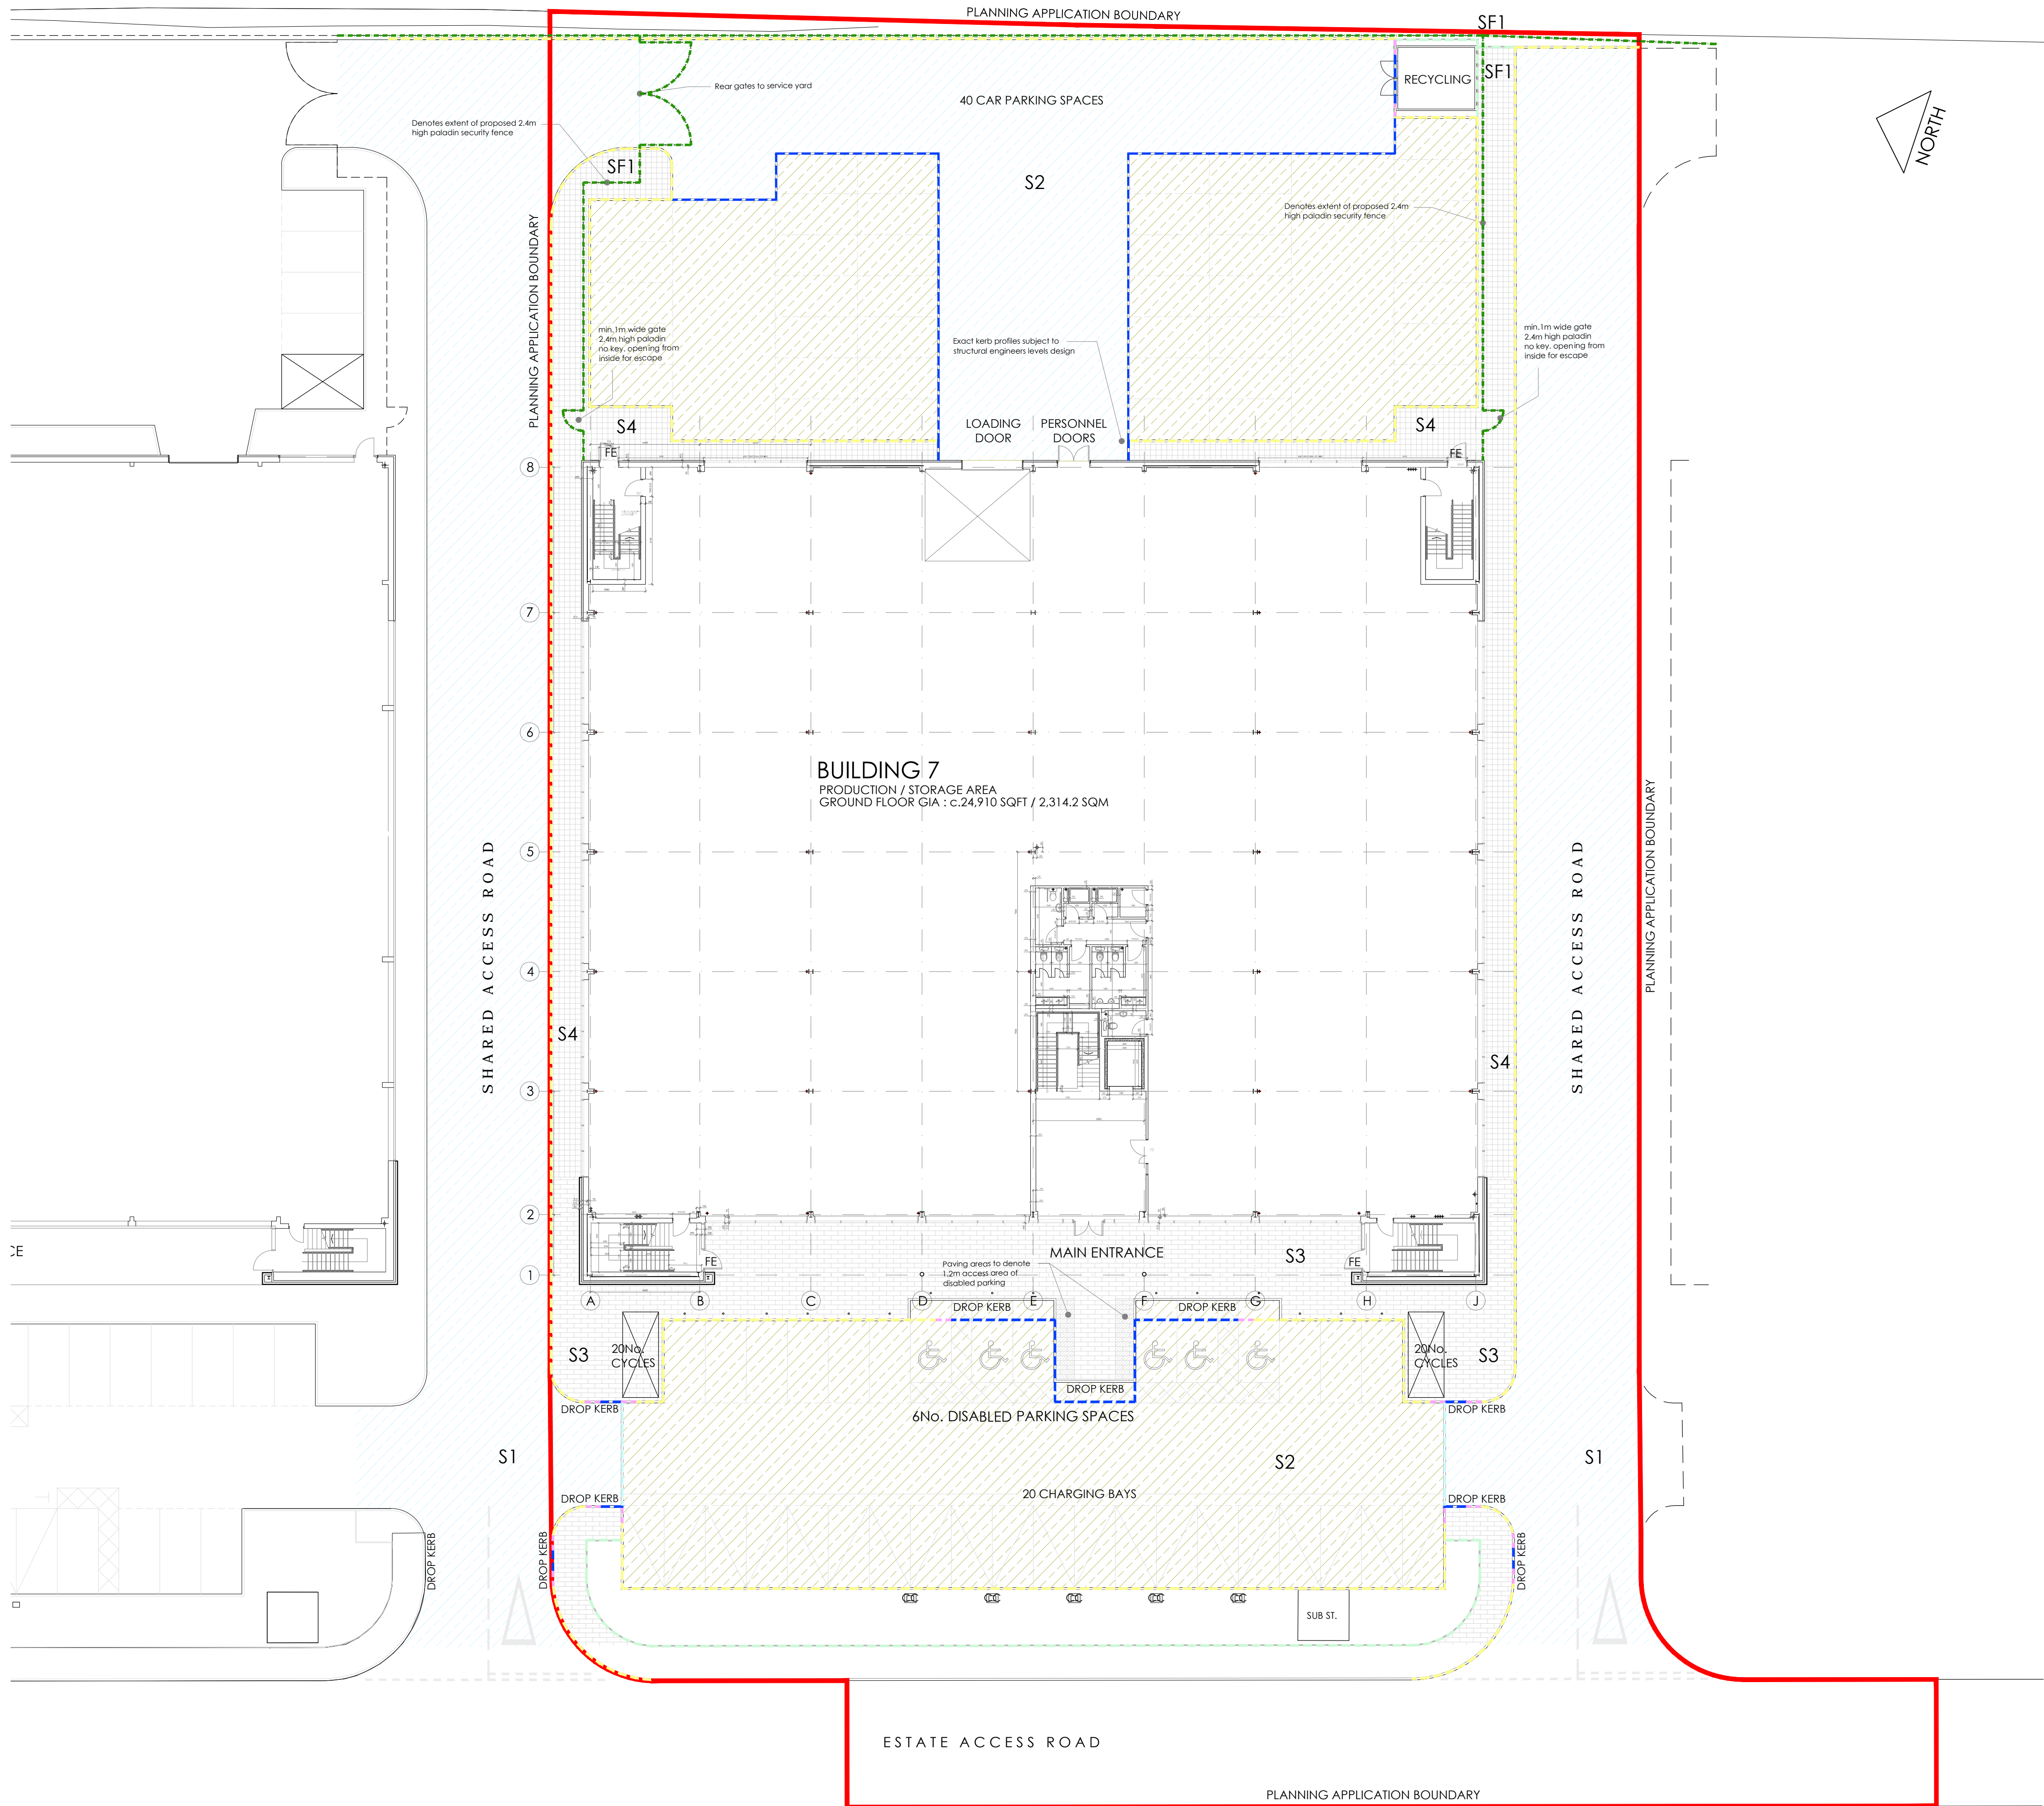 PLANNING APPLICATION BOUNDARY
SF1
RECYCLING
SF1
Rear gates to service yard
40 CAR PARKING SPACES
Denotes extent of proposed 2.4m
high paladin security fence
NORTH
SF1
S2
Denotes extent of proposed 2.4m
high paladin security fence
PLANNING APPLICATION BOUNDARY
min.1m wide gate
2.4m high paladin
no key. opening from
inside for escape
Exact kerb profiles subject to
structural engineers levels design
min.1m wide gate
2.4m high paladin
no key. opening from
inside for escape
S4
LOADING
DOOR
PERSONNEL
DOORS
S4
FE
FE
8
7
6
BUILDING 7
PRODUCTION / STORAGE AREA
GROUND FLOOR GIA : c.24,910 SQFT / 2,314.2 SQM
PLANNING APPLICATION BOUNDARY
5
SHARED ACCESS ROAD
SHARED ACCESS ROAD
4
S4
S4
3
2
CE
MAIN ENTRANCE
S3
FE
FE
Paving areas to denote
1.2m access area of
disabled parking
1
A
B
C
D
E
F
G
H
J
DROP KERB
DROP KERB
S3
20No.
CYCLES
20No.
CYCLES
S3
DROP KERB
DROP KERB
DROP KERB
6No. DISABLED PARKING SPACES
S1
S2
S1
DROP KERB
20 CHARGING BAYS
DROP KERB
DROP KERB
DROP KERB
DROP KERB
SUB ST.
ESTATE ACCESS ROAD
PLANNING APPLICATION BOUNDARY